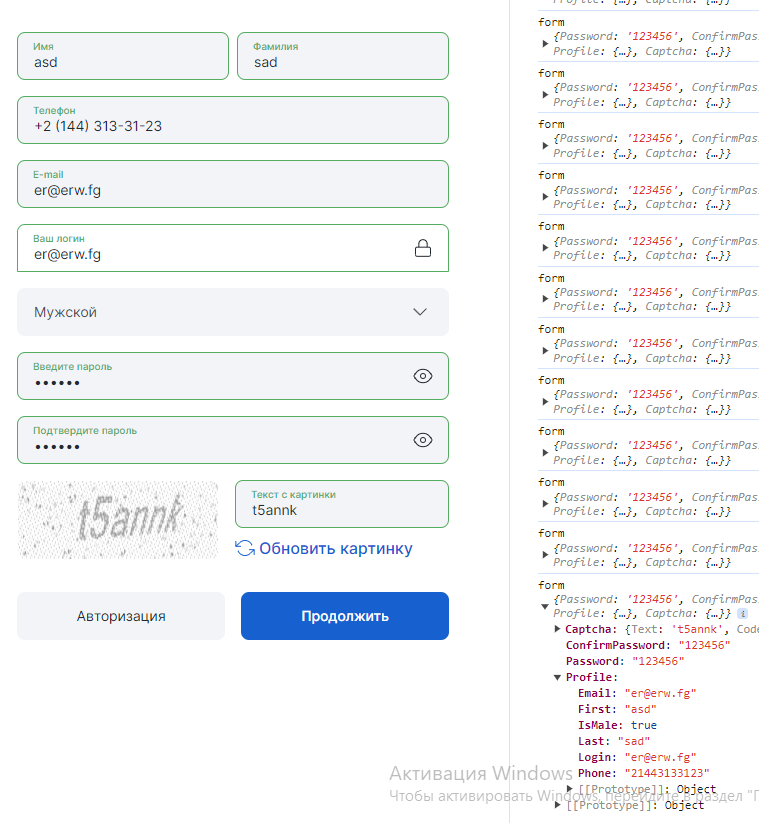 Имя
asd
Фамилия
sad
Телефон
+2 (144) 313-31-23
E-mail
er@erw.fg
Ваш логин
er@erw.fg
Мужской
Введите пароль
••••••
Подтвердите пароль
••••••
t5annk
Текст с картинки
t5annk
Обновить картинку
Авторизация
Продолжить
form
{Password: '123456', ConfirmPas
Profile: {…}, Captcha: {…}}
form
{Password: '123456', ConfirmPas
Profile: {…}, Captcha: {…}}
form
{Password: '123456', ConfirmPas
Profile: {…}, Captcha: {…}}
form
{Password: '123456', ConfirmPas
Profile: {…}, Captcha: {…}}
form
{Password: '123456', ConfirmPas
Profile: {…}, Captcha: {…}}
form
{Password: '123456', ConfirmPas
Profile: {…}, Captcha: {…}}
form
{Password: '123456', ConfirmPas
Profile: {…}, Captcha: {…}}
form
{Password: '123456', ConfirmPas
Profile: {…}, Captcha: {…}}
form
{Password: '123456', ConfirmPas
Profile: {…}, Captcha: {…}}
form
{Password: '123456', ConfirmPas
Profile: {…}, Captcha: {…}}
form
{Password: '123456', ConfirmPas
Profile: {…}, Captcha: {…}}
form
{Password: '123456', ConfirmPas
Profile: {…}, Captcha: {…}} i
Captcha: {Text: 't5annk', Code
ConfirmPassword: "123456"
Password: "123456"
Profile:
Email: "er@erw.fg"
First: "asd"
IsMale: true
Last: "sad"
Login: "er@erw.fg"
Phone: "21443133123"
[[Prototype]]: Object
[[Prototype]]: Object
Активация Windows
Чтобы активировать Windows, перейдите в раздел "П